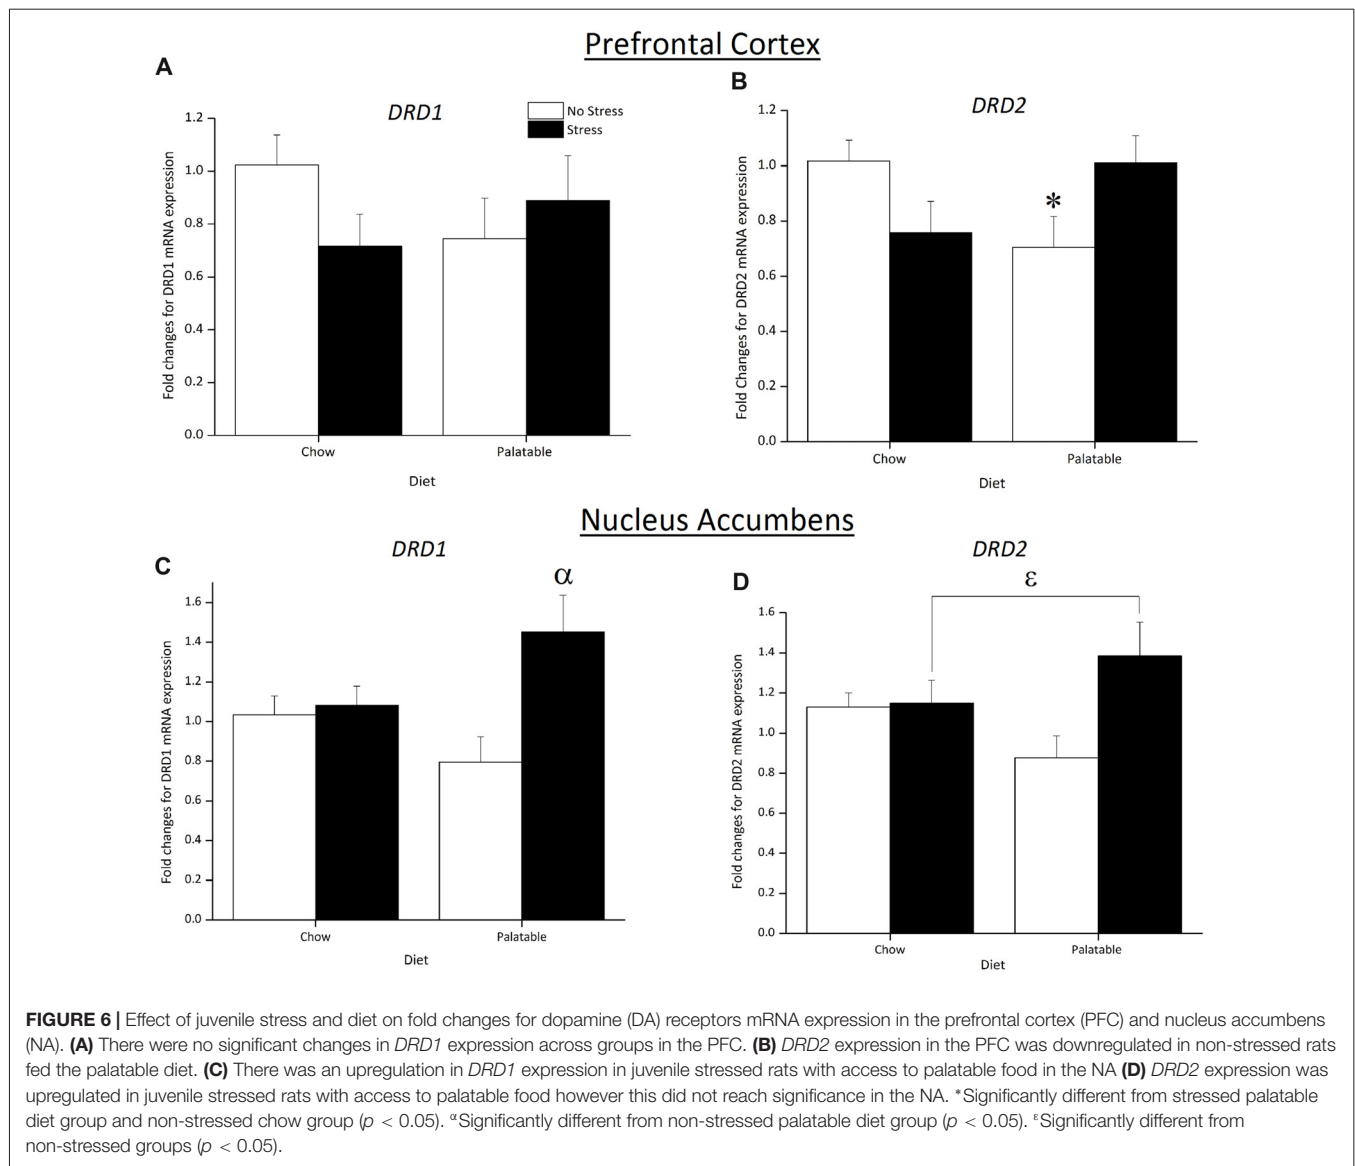 Prefrontal Cortex
A
DRD1
No Stress
Stress
Fold changes for DRD1 mRNA expression
1.2
1.0
0.8
0.6
0.4
0.2
0.0
Chow
Palatable
Diet
B
DRD2
Fold Changes for DRD2 mRNA expression
1.2
1.0
0.8
0.6
0.4
0.2
0.0
*
Chow
Palatable
Diet
Nucleus Accumbens
C
DRD1
α
Fold changes for DRD1 mRNA expression
1.6
1.4
1.2
1.0
0.8
0.6
0.4
0.2
0.0
Chow
Palatable
Diet
D
DRD2
ε
Fold changes for DRD2 mRNA expression
1.6
1.4
1.2
1.0
0.8
0.6
0.4
0.2
0.0
Chow
Palatable
Diet
FIGURE 6 | Effect of juvenile stress and diet on fold changes for dopamine (DA) receptors mRNA expression in the prefrontal cortex (PFC) and nucleus accumbens
(NA). (A) There were no significant changes in DRD1 expression across groups in the PFC. (B) DRD2 expression in the PFC was downregulated in non-stressed rats
fed the palatable diet. (C) There was an upregulation in DRD1 expression in juvenile stressed rats with access to palatable food in the NA (D) DRD2 expression was
upregulated in juvenile stressed rats with access to palatable food however this did not reach significance in the NA. *Significantly different from stressed palatable
diet group and non-stressed chow group (p < 0.05). αSignificantly different from non-stressed palatable diet group (p < 0.05). εSignificantly different from
non-stressed groups (p < 0.05).